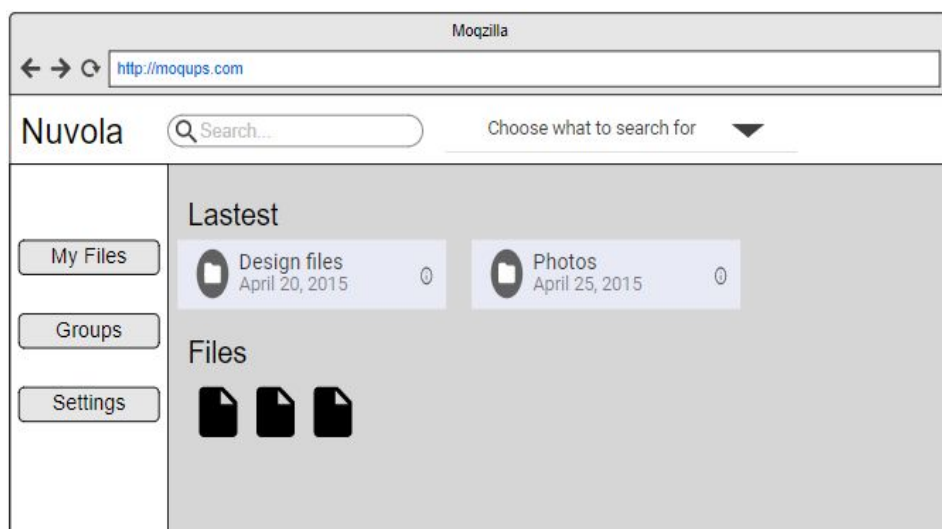 Moqzilla
http://moqups.com
Nuvola
Search...
Choose what to search for
My Files
Groups
Settings
Lastest
Design files
April 20, 2015
Photos
April 25, 2015
Files